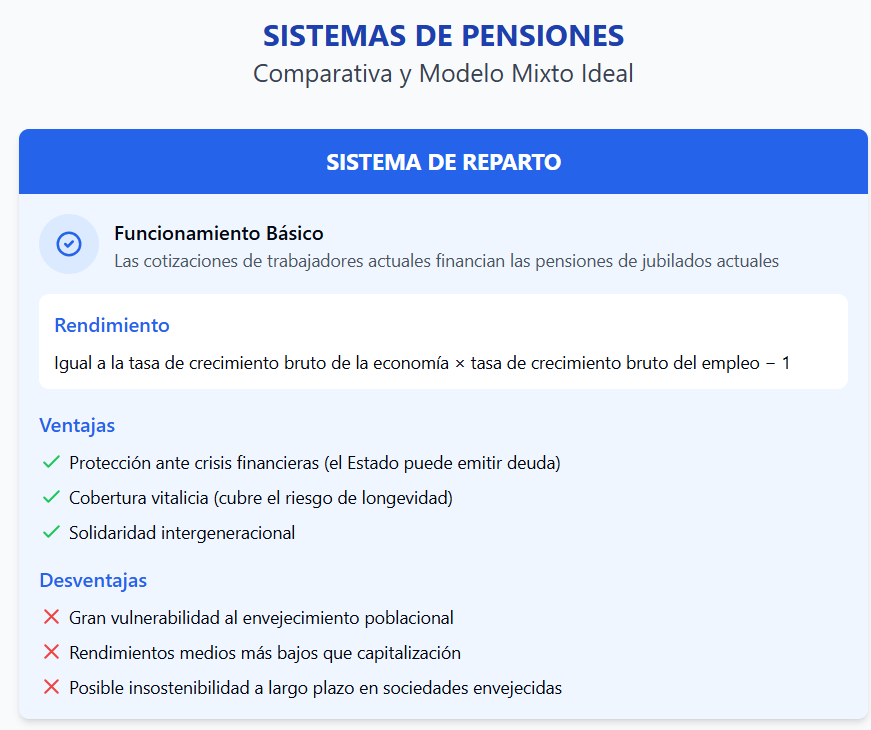 SISTEMAS DE PENSIONES
Comparativa y Modelo Mixto Ideal
SISTEMA DE REPARTO
Funcionamiento Básico
Las cotizaciones de trabajadores actuales financian las pensiones de jubilados actuales
Rendimiento
Igual a la tasa de crecimiento bruto de la economía × tasa de crecimiento bruto del empleo − 1
Ventajas
Protección ante crisis financieras (el Estado puede emitir deuda)
Cobertura vitalicia (cubre el riesgo de longevidad)
Solidaridad intergeneracional
Desventajas
Gran vulnerabilidad al envejecimiento poblacional
Rendimientos medios más bajos que capitalización
Posible insostenibilidad a largo plazo en sociedades envejecidas